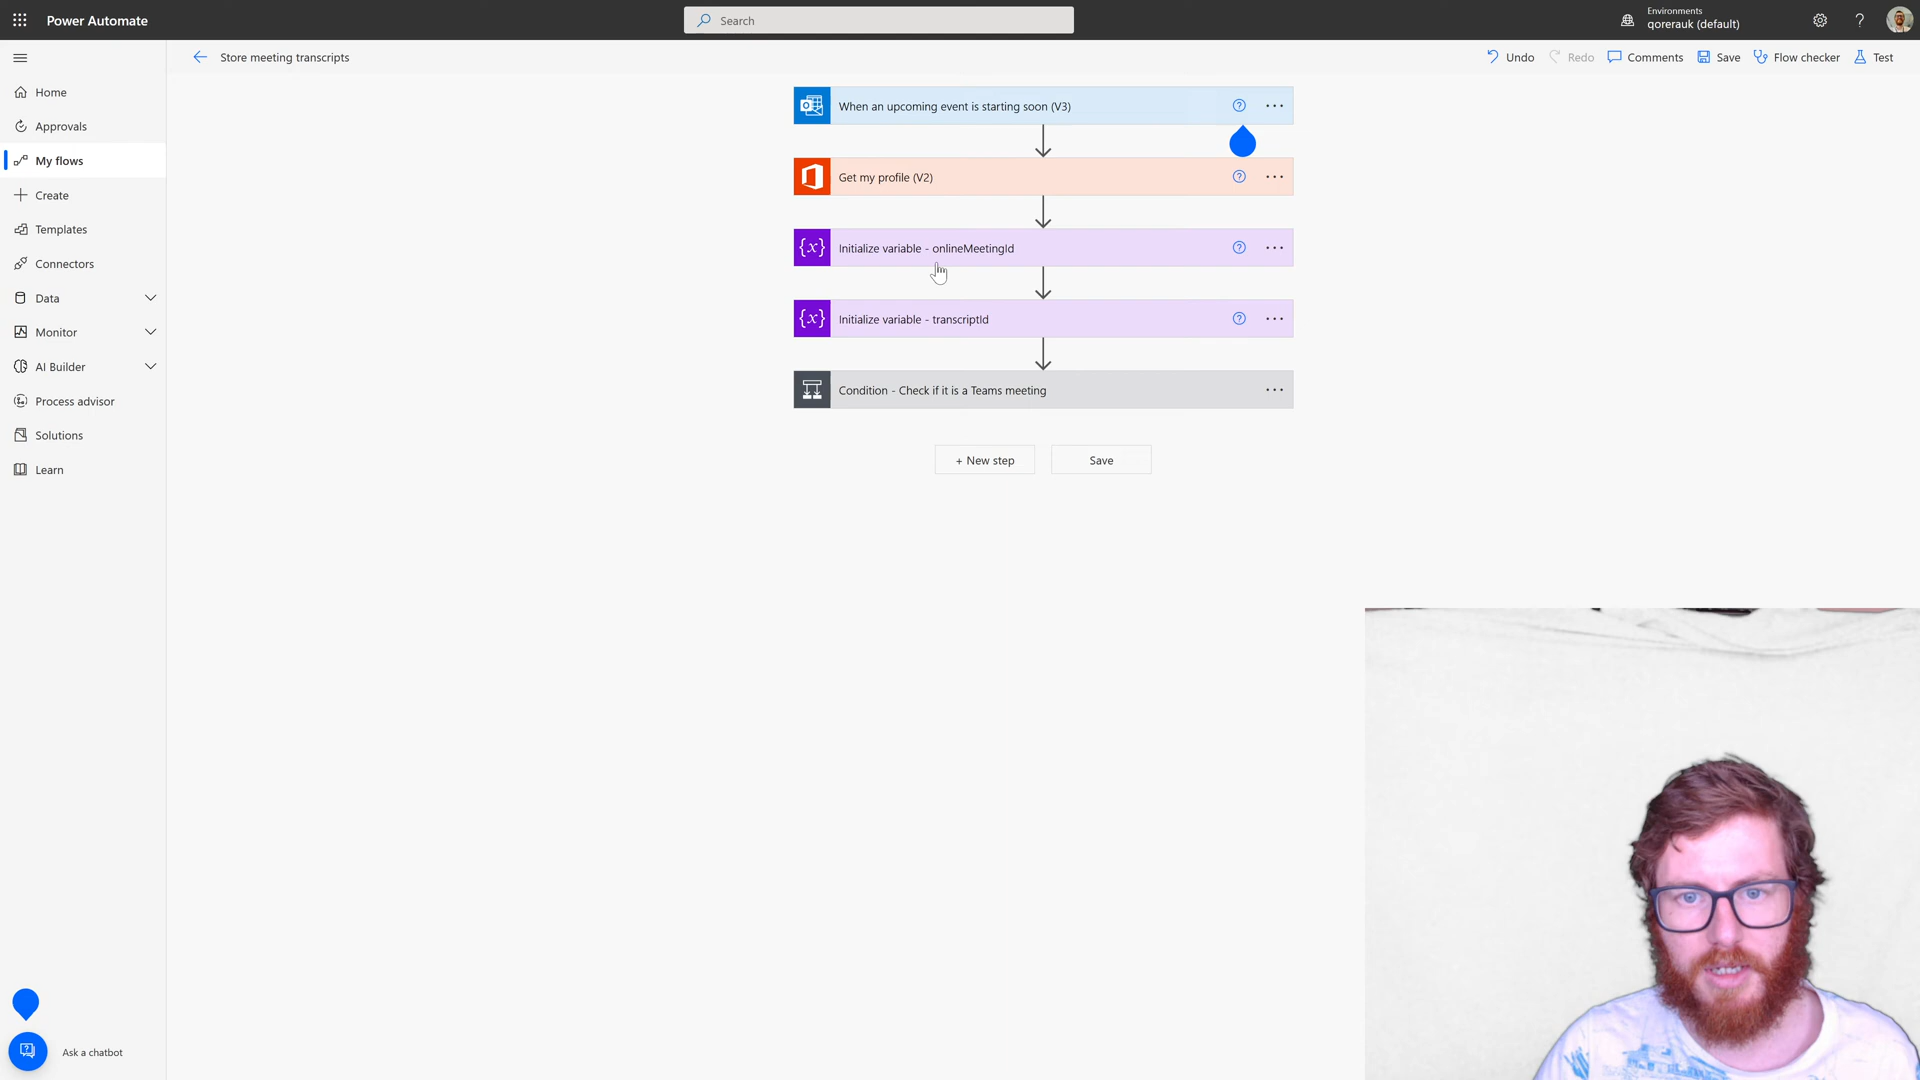 Power Automate
Search
Environments
qorerauk (default)
?
Store meeting transcripts
Undo
Redo
Comments
Save
Flow checker
Test
Home
Approvals
My flows
Create
Templates
Connectors
Data
Monitor
AI Builder
Process advisor
Solutions
Learn
When an upcoming event is starting soon (V3)
Get my profile (V2)
{x} Initialize variable - onlineMeetingId
{x} Initialize variable - transcriptId
Condition - Check if it is a Teams meeting
+ New step
Save
Ask a chatbot